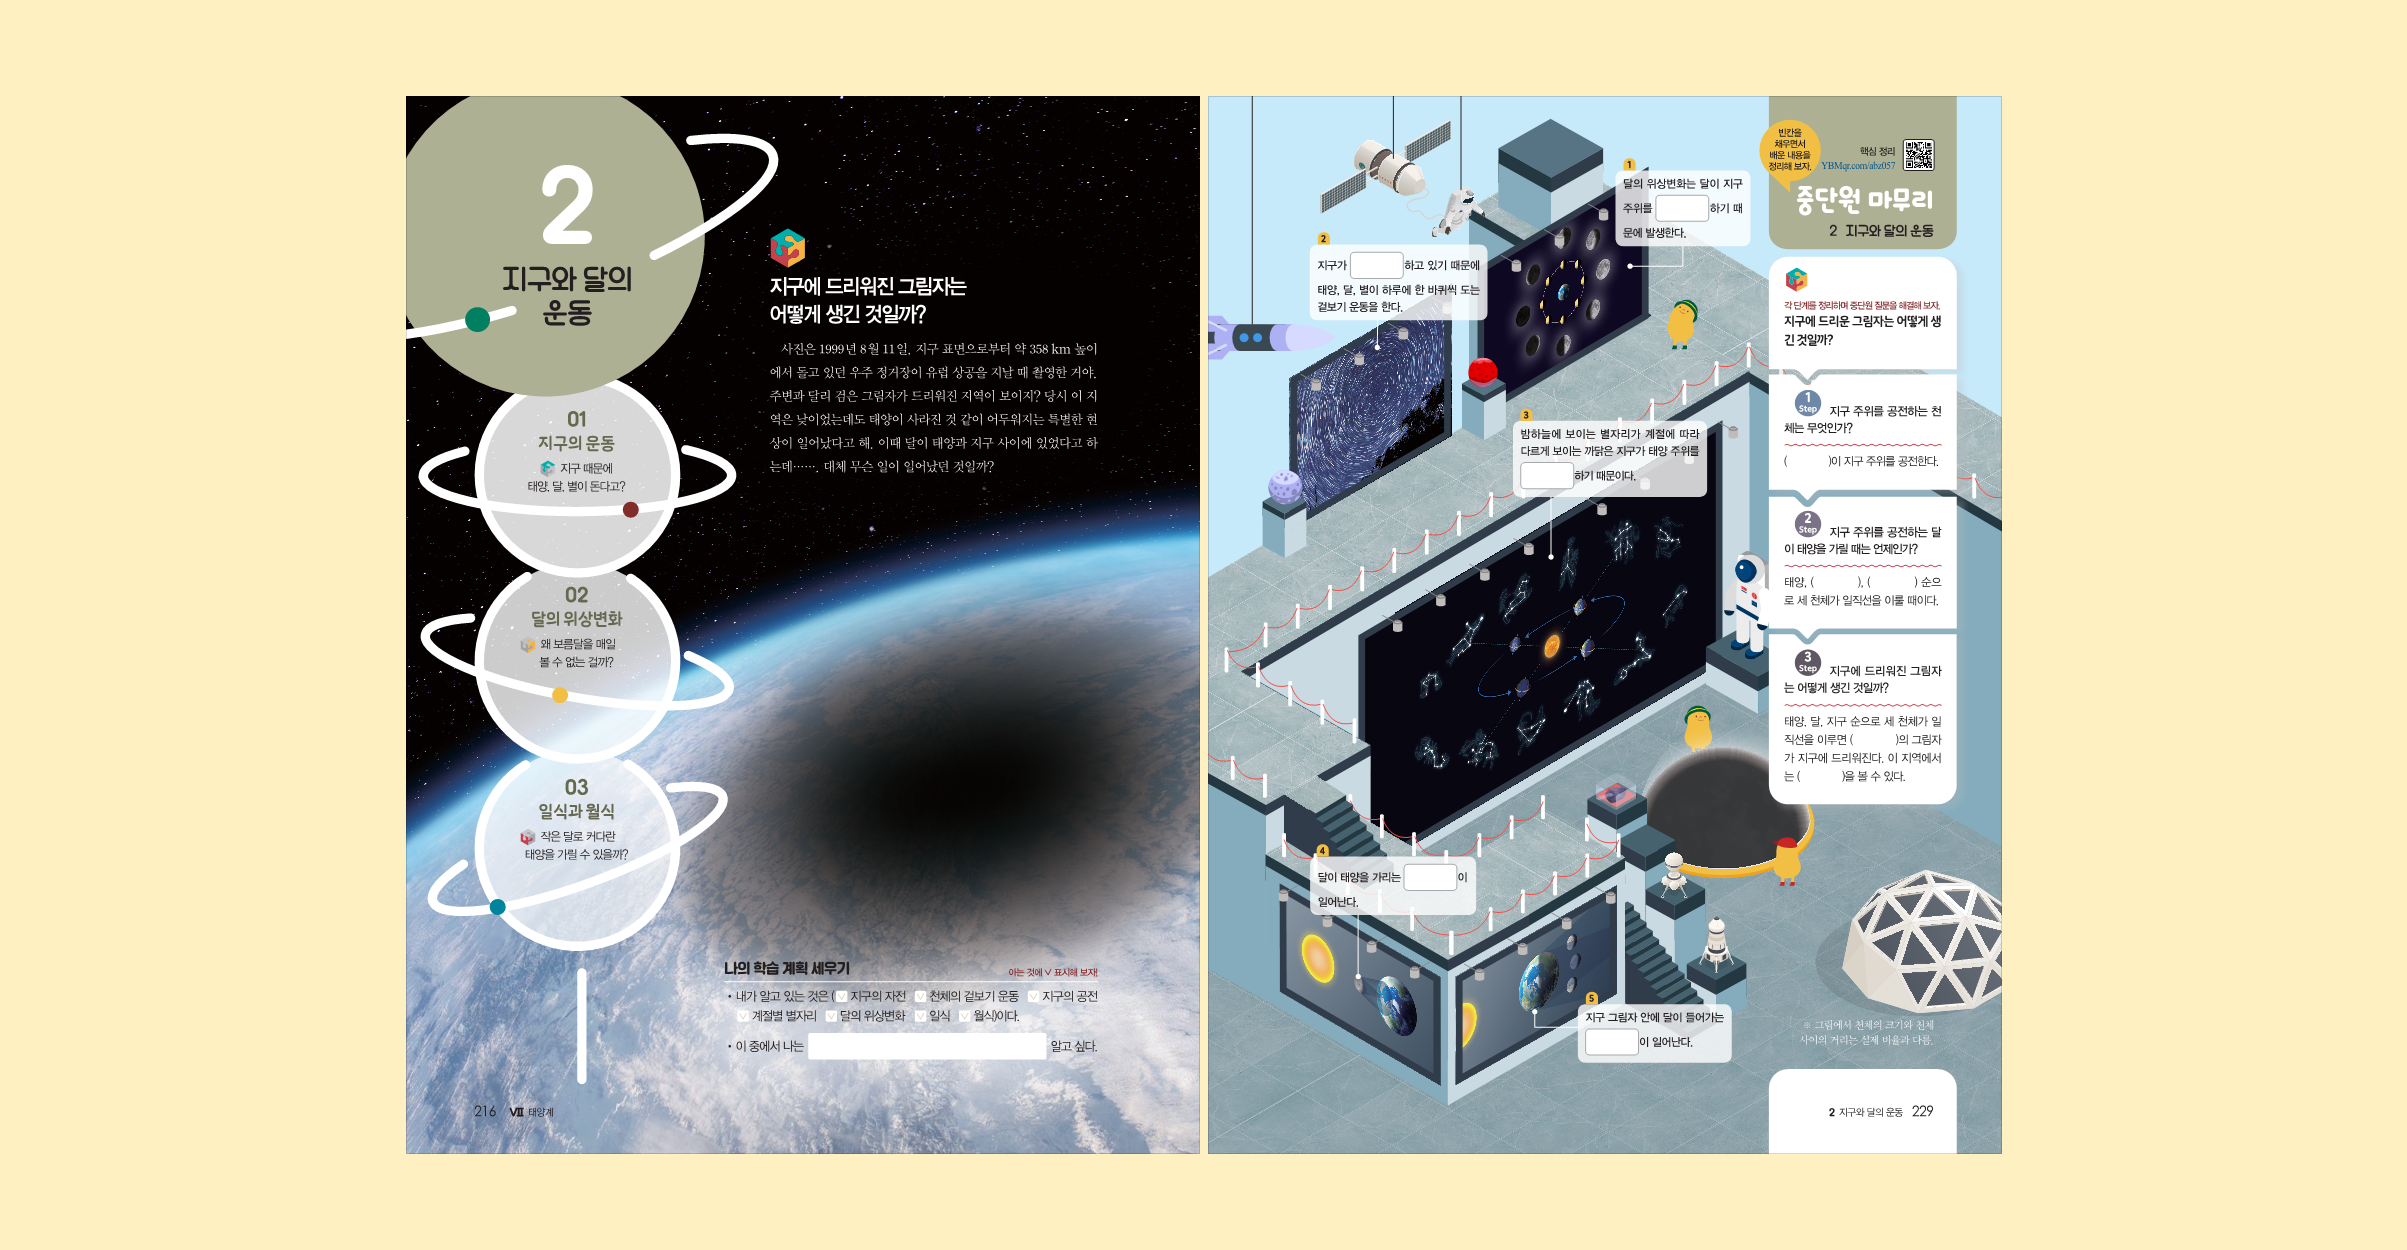 2
지구와 달의
운동
01
지구의 운동
지구 때문에
태양, 달, 별이 돈다고?
02
달의 위상변화
왜 보름달을 매일
볼 수 없는 걸까?
03
일식과 월식
작은 달로 커다란
태양을 가릴 수 있을까?
지구에 드리워진 그림자는
어떻게 생긴 것일까?
사진은 1999년 8월 11일, 지구 표면으로부터 약 358 km 높이
에서 돌고 있던 우주 정거장이 유럽 상공을 지날 때 촬영한 거야.
주변과 달리 검은 그림자가 드리워진 지역이 보이지? 당시 이 지
역은 낮이었는데도 태양이 사라진 것 같이 어두워지는 특별한 현
상이 일어났다고 해. 이때 달이 태양과 지구 사이에 있었다고 하
는데……. 대체 무슨 일이 일어났던 것일까?
나의 학습 계획 세우기
아는 것에 ∨ 표시해 보자!
• 내가 알고 있는 것은 (∨ 지구의 자전 ∨ 천체의 겉보기 운동 ∨ 지구의 공전
∨ 계절별 별자리 ∨ 달의 위상변화 ∨ 일식 ∨ 월식)이다.
• 이 중에서 나는 알고 싶다.
216 Ⅶ 태양계
빈칸을
채우면서
배운 내용을
정리해 보자.
핵심 정리
YBMqr.com/abz057
중단원 마무리
2 지구와 달의 운동
1
달의 위상변화는 달이 지구
주위를 하기 때
문에 발생한다.
2
지구가 하고 있기 때문에
태양, 달, 별이 하루에 한 바퀴씩 도는
겉보기 운동을 한다.
3
밤하늘에 보이는 별자리가 계절에 따라
다르게 보이는 까닭은 지구가 태양 주위를
하기 때문이다.
4
달이 태양을 가리는 이
일어난다.
5
지구 그림자 안에 달이 들어가는
이 일어난다.
각 단계를 정리하며 중단원 질문을 해결해 보자.
지구에 드리운 그림자는 어떻게 생
긴 것일까?
1
Step
지구 주위를 공전하는 천
체는 무엇인가?
( )이 지구 주위를 공전한다.
2
Step
지구 주위를 공전하는 달
이 태양을 가릴 때는 언제인가?
태양, ( ), ( ) 순으
로 세 천체가 일직선을 이룰 때이다.
3
Step
지구에 드리워진 그림자
는 어떻게 생긴 것일까?
태양, 달, 지구 순으로 세 천체가 일
직선을 이루면 ( )의 그림자
가 지구에 드리워진다. 이 지역에서
는 ( )을 볼 수 있다.
※ 그림에서 천체의 크기와 천체
사이의 거리는 실제 비율과 다름.
2 지구와 달의 운동 229